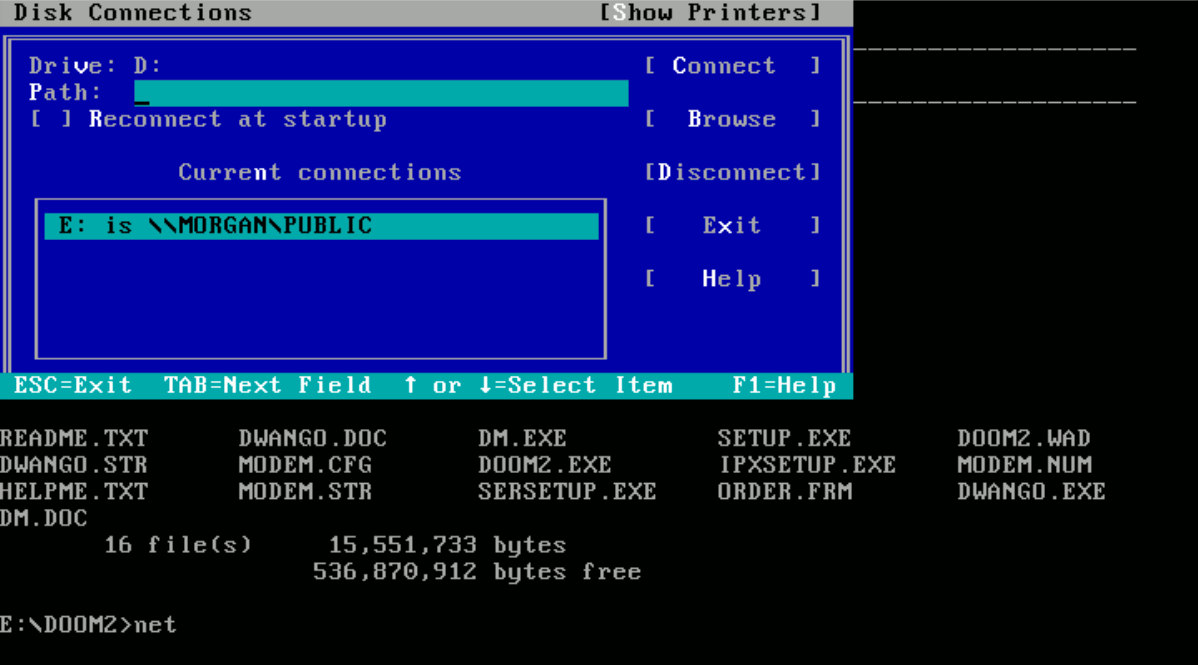 Disk Connections [Show Printers]
Drive: D: [ Connect ]
Path: _
[ ] Reconnect at startup [ Browse ]
Current connections [Disconnect]
E: is \\MORGAN\PUBLIC [ Exit ]
[ Help ]
ESC=Exit TAB=Next Field ↑ or ↓=Select Item F1=Help
README.TXT DWANGO.DOC DM.EXE SETUP.EXE DOOM2.WAD
DWANGO.STR MODEM.CFG DOOM2.EXE IPXSETUP.EXE MODEM.NUM
HELPME.TXT MODEM.STR SERSETUP.EXE ORDER.FRM DWANGO.EXE
DM.DOC
16 file(s) 15,551,733 bytes
536,870,912 bytes free
E:\DOOM2>net